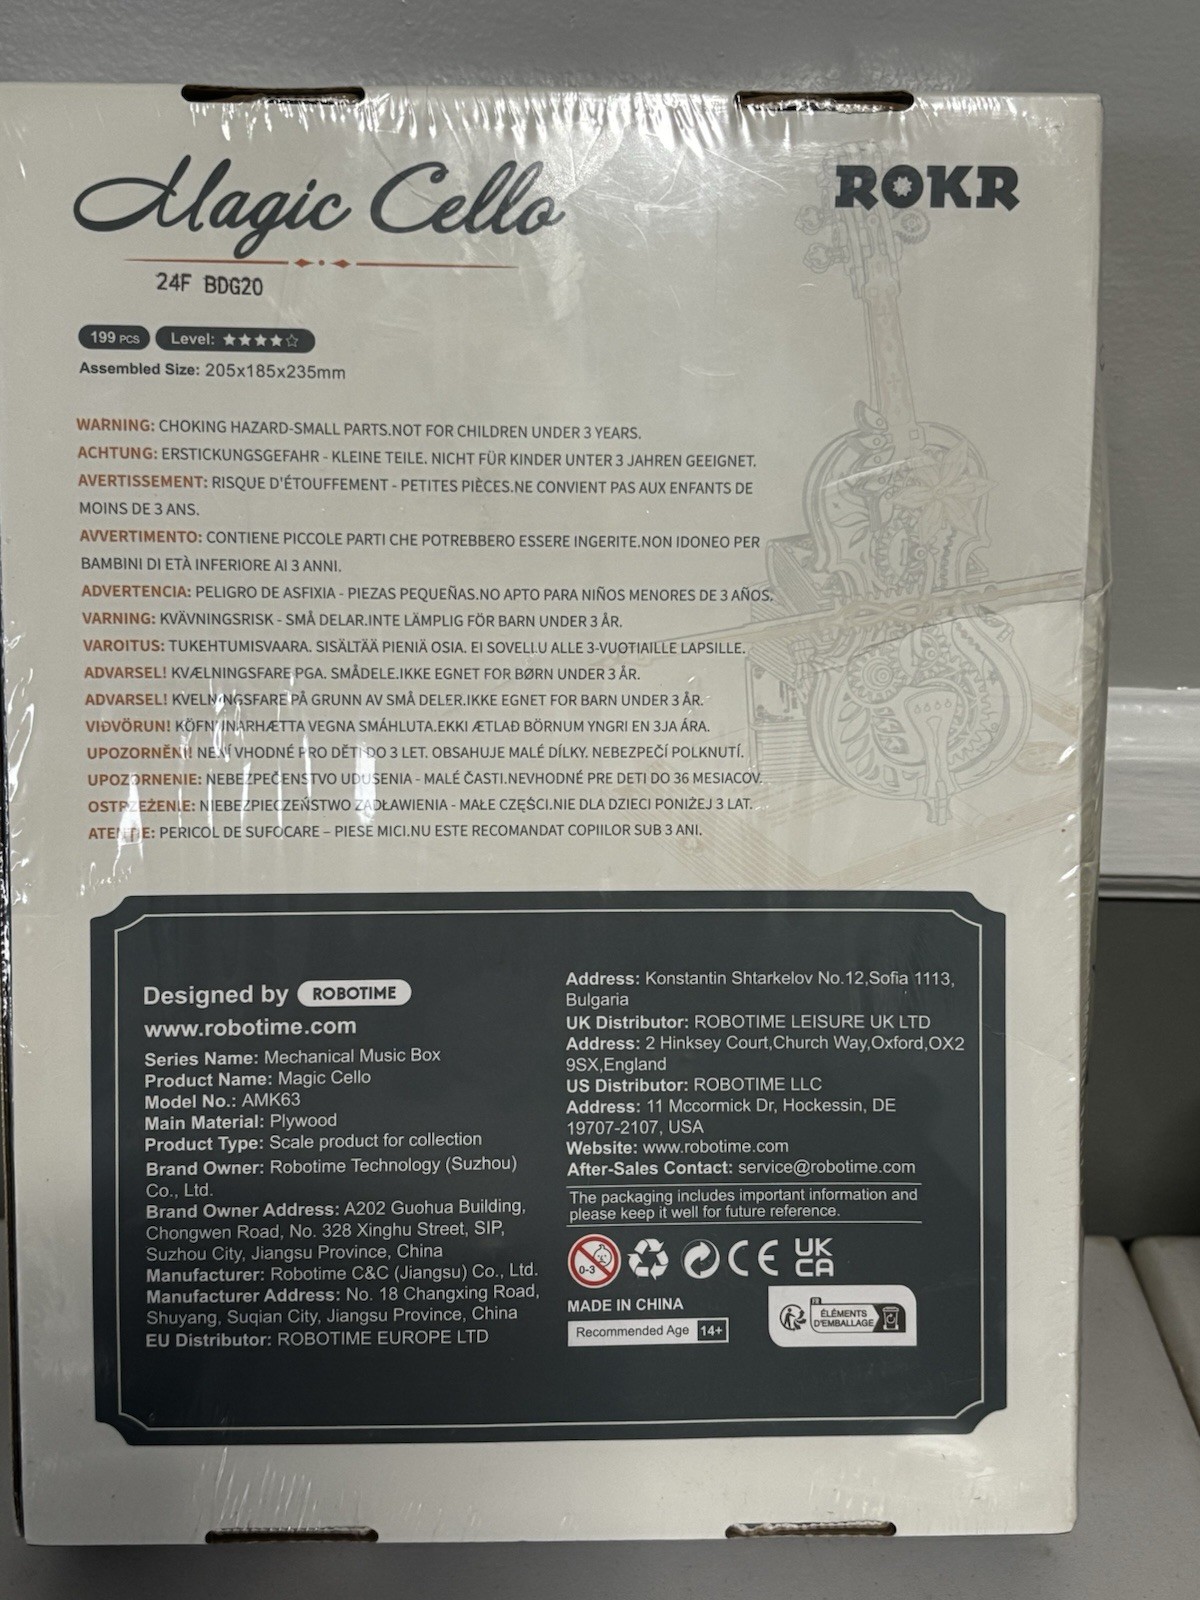 Magic Cello
ROKR
24F BDG20
199 PCS Level:
Assembled Size: 205x185x235mm
WARNING: CHOKING HAZARD-SMALL PARTS.NOT FOR CHILDREN UNDER 3 YEARS.
ACHTUNG: ERSTICKUNGSGEFAHR - KLEINE TEILE. NICHT FÜR KINDER UNTER 3 JAHREN GEEIGNET.
AVERTISSEMENT: RISQUE D'ÉTOUFFEMENT - PETITES PIÈCES.NE CONVIENT PAS AUX ENFANTS DE
MOINS DE 3 ANS.
AVVERTIMENTO: CONTIENE PICCOLE PARTI CHE POTREBBERO ESSERE INGERITE.NON IDONEO PER
BAMBINI DI ETÀ INFERIORE AI 3 ANNI.
ADVERTENCIA: PELIGRO DE ASFIXIA - PIEZAS PEQUEÑAS.NO APTO PARA NIÑOS MENORES DE 3 AÑOS.
VARNING: KVÄVNINGSRISK - SMÅ DELAR.INTE LÄMPLIG FÖR BARN UNDER 3 ÅR.
VAROITUS: TUKEHTUMISVAARA. SISÄLTÄÄ PIENIÄ OSIA. EI SOVELLU ALLE 3-VUOTIAILLE LAPSILLE.
ADVARSEL! KVÆLNINGSFARE PGA. SMÅDELE.IKKE EGNET FOR BØRN UNDER 3 ÅR.
ADVARSEL! KVELNINGSFARE PÅ GRUNN AV SMÅ DELER.IKKE EGNET FOR BARN UNDER 3 ÅR.
VIÐVÖRUN! KÖFNUNARHÆTTA VEGNA SMÁHLUTA.EKKI ÆTLAÐ BÖRNUM YNGRI EN 3JA ÁRA.
UPOZORNĚNÍ! NENÍ VHODNÉ PRO DĚTI DO 3 LET. OBSAHUJE MALÉ DÍLKY. NEBEZPEČÍ POLKNUTÍ.
UPOZORNENIE: NEBEZPEČENSTVO UDUSENIA - MALÉ ČASTI.NEVHODNÉ PRE DETI DO 36 MESIACOV.
OSTRZEŻENIE: NIEBEZPIECZEŃSTWO ZADŁAWIENIA - MAŁE CZĘŚCI.NIE DLA DZIECI PONIŻEJ 3 LAT.
ATENȚIE: PERICOL DE SUFOCARE – PIESE MICI.NU ESTE RECOMANDAT COPIILOR SUB 3 ANI.
Designed by ROBOTIME
www.robotime.com
Series Name: Mechanical Music Box
Product Name: Magic Cello
Model No.: AMK63
Main Material: Plywood
Product Type: Scale product for collection
Brand Owner: Robotime Technology (Suzhou)
Co., Ltd.
Brand Owner Address: A202 Guohua Building,
Chongwen Road, No. 328 Xinghu Street, SIP,
Suzhou City, Jiangsu Province, China
Manufacturer: Robotime C&C (Jiangsu) Co., Ltd.
Manufacturer Address: No. 18 Changxing Road,
Shuyang, Suqian City, Jiangsu Province, China
EU Distributor: ROBOTIME EUROPE LTD
Address: Konstantin Shtarkelov No.12,Sofia 1113,
Bulgaria
UK Distributor: ROBOTIME LEISURE UK LTD
Address: 2 Hinksey Court,Church Way,Oxford,OX2
9SX,England
US Distributor: ROBOTIME LLC
Address: 11 Mccormick Dr, Hockessin, DE
19707-2107, USA
Website: www.robotime.com
After-Sales Contact: service@robotime.com
The packaging includes important information and
please keep it well for future reference.
0-3 CE UK
CA
MADE IN CHINA
Recommended Age 14+
FR
ÉLÉMENTS
D'EMBALLAGE